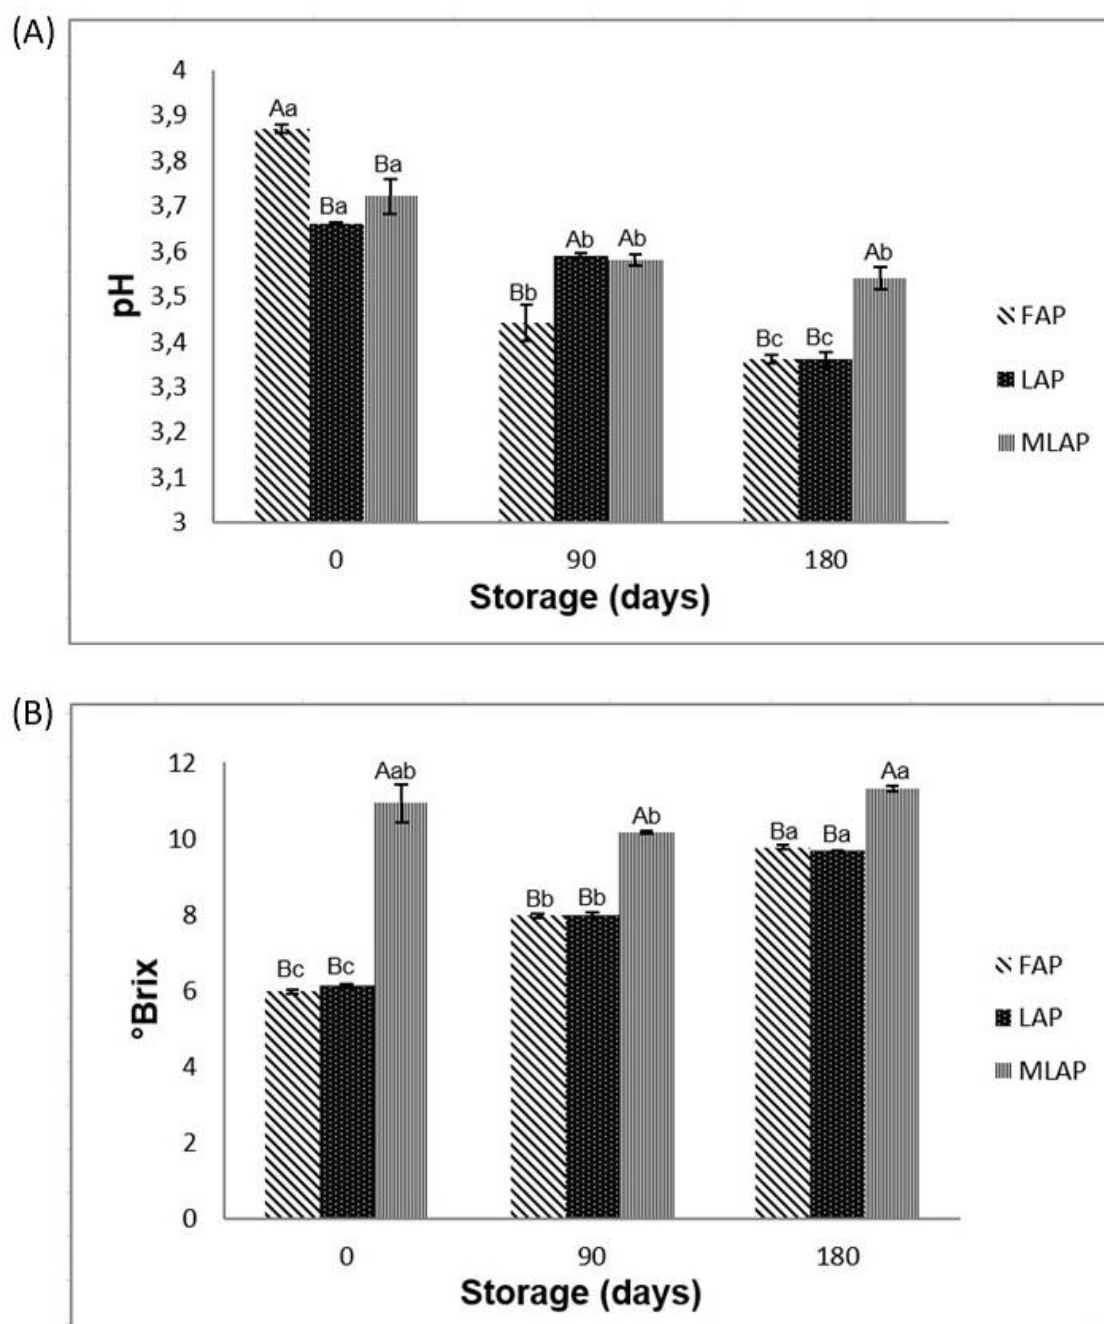 (A)
4
3,9
3,8
3,7
3,6
3,5
3,4
3,3
3,2
3,1
3
pH
Aa
Ba
Ba
Bb
Ab
Ab
Bc
Bc
Ab
0
90
180
Storage (days)
FAP
LAP
MLAP
(B)
12
10
8
6
4
2
0
°Brix
Bc
Bc
Aab
Bb
Bb
Ab
Ba
Ba
Aa
0
90
180
Storage (days)
FAP
LAP
MLAP